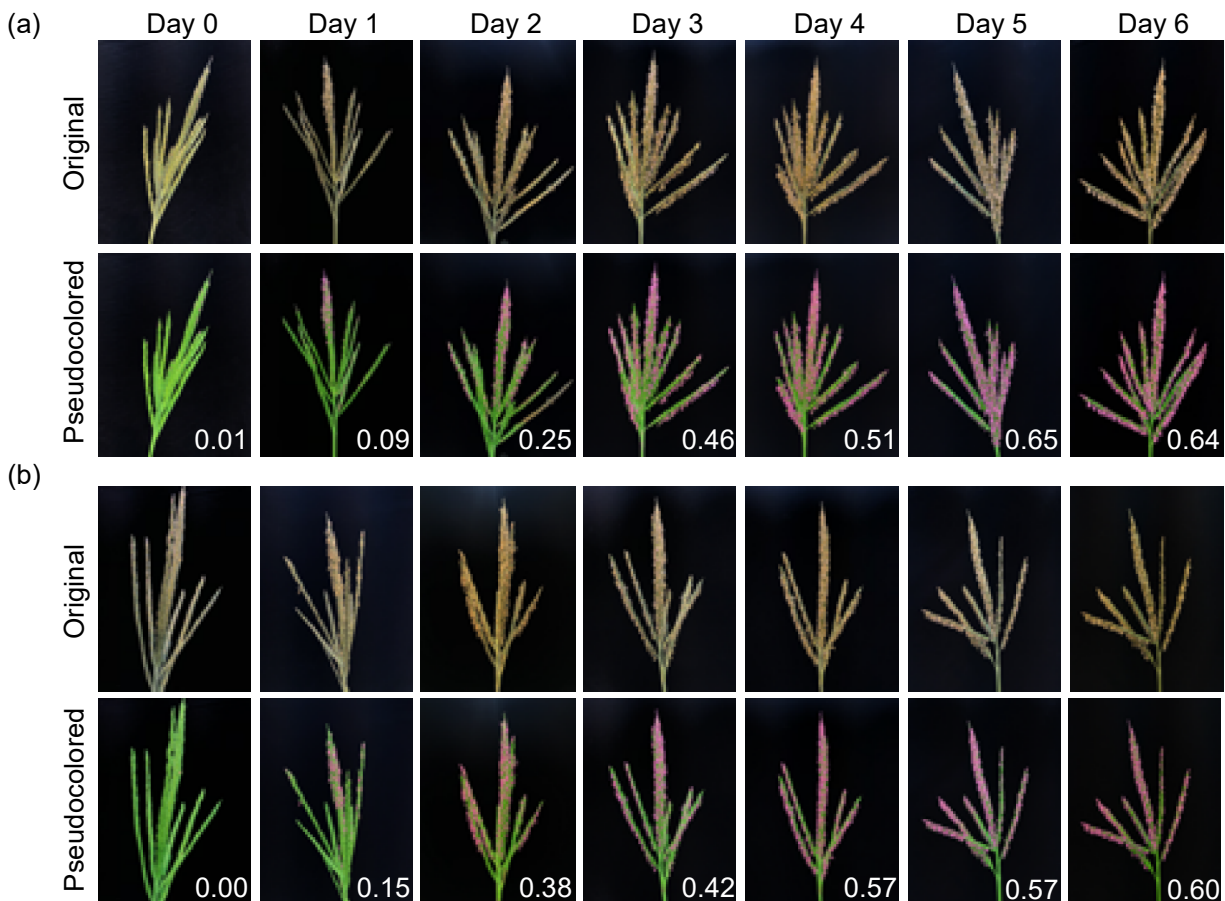 (a)
Day 0 Day 1 Day 2 Day 3 Day 4 Day 5 Day 6
Original
Pseudocolored
0.01 0.09 0.25 0.46 0.51 0.65 0.64
(b)
Original
Pseudocolored
0.00 0.15 0.38 0.42 0.57 0.57 0.60